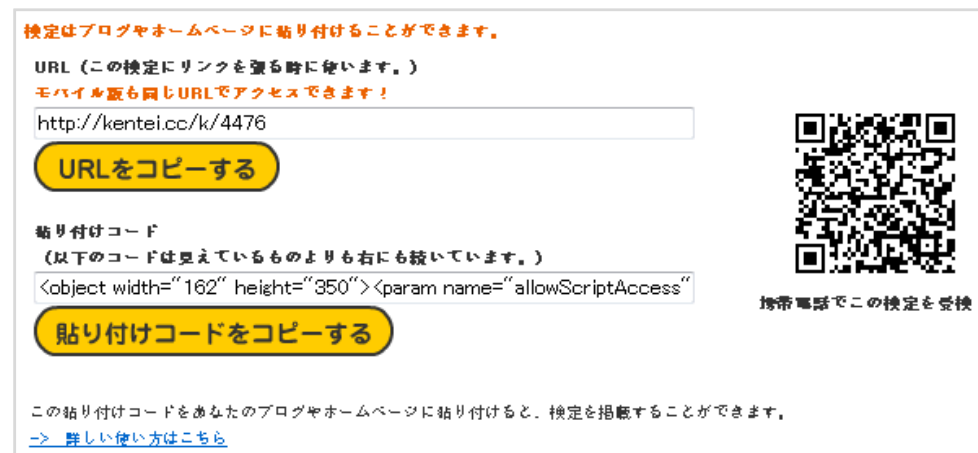 検定はブログやホームページに貼り付けることができます。
URL（この検定にリンクを張る時に使います。）
モバイル版も同じURLでアクセスできます！
http://kentei.cc/k/4476
URLをコピーする
貼り付けコード
（以下のコードは見えているものよりも右にも続いています。）
<object width="162" height="350"><param name="allowScriptAccess"
貼り付けコードをコピーする
携帯電話でこの検定を受検
この貼り付けコードをあなたのブログやホームページに貼り付けると、検定を掲載することができます。
-> 詳しい使い方はこちら